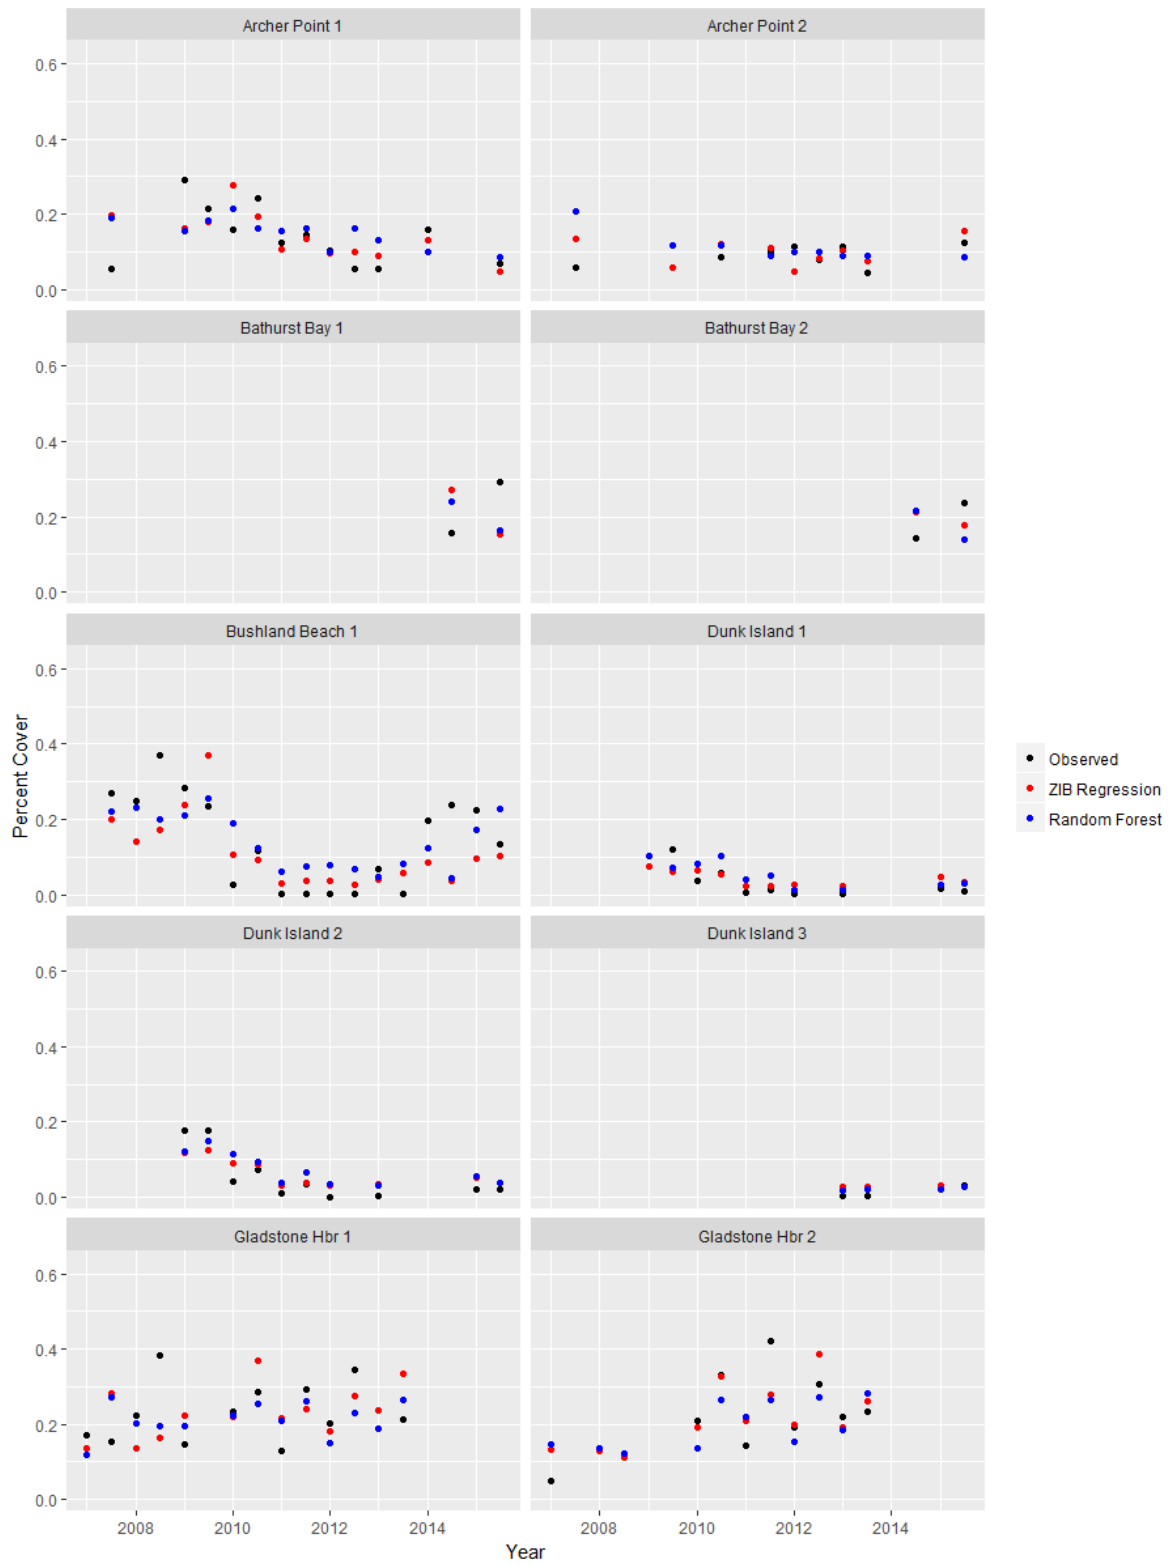 Archer Point 1 Archer Point 2
0.6
0.4
0.2
0.0
Bathurst Bay 1 Bathurst Bay 2
0.6
0.4
0.2
0.0
Bushland Beach 1 Dunk Island 1
0.6
0.4
0.2
0.0
Percent Cover
Observed
ZIB Regression
Random Forest
Dunk Island 2 Dunk Island 3
0.6
0.4
0.2
0.0
Gladstone Hbr 1 Gladstone Hbr 2
0.6
0.4
0.2
0.0
2008 2010 2012 2014 2008 2010 2012 2014
Year